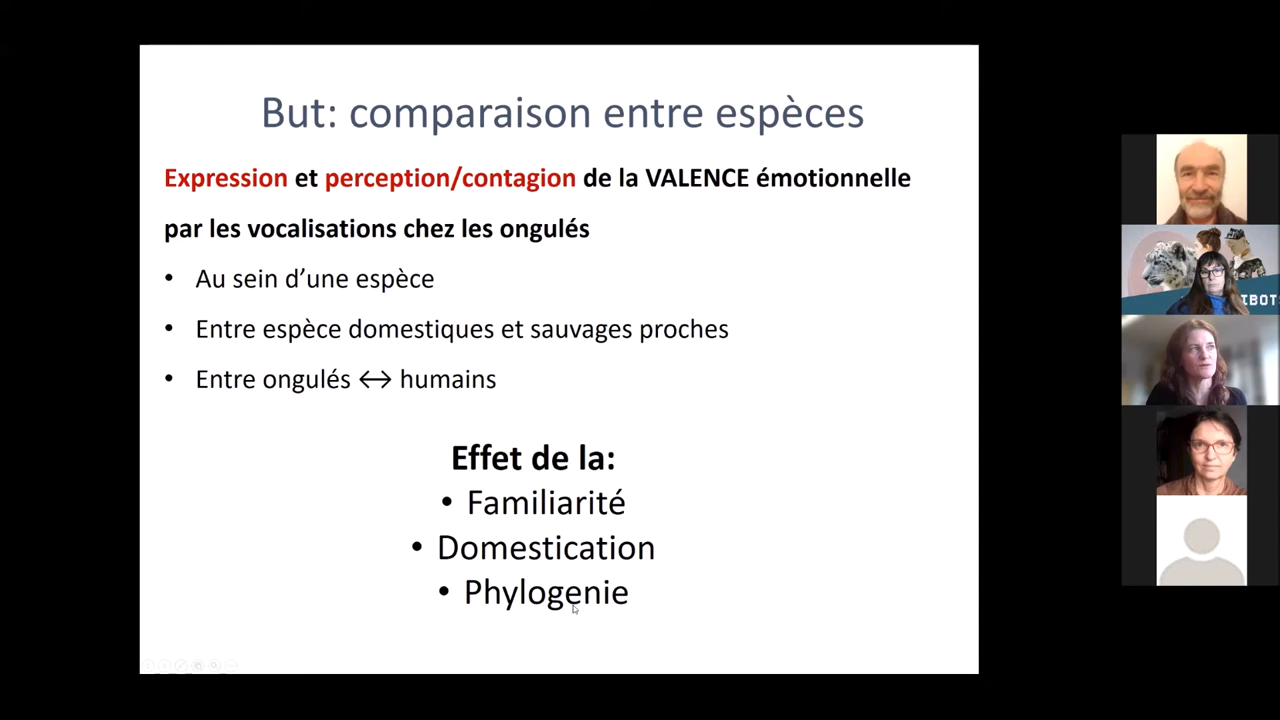 But: comparaison entre espèces
Expression et perception/contagion de la VALENCE émotionnelle
par les vocalisations chez les ongulés
• Au sein d’une espèce
• Entre espèce domestiques et sauvages proches
• Entre ongulés ↔ humains
Effet de la:
• Familiarité
• Domestication
• Phylogenie